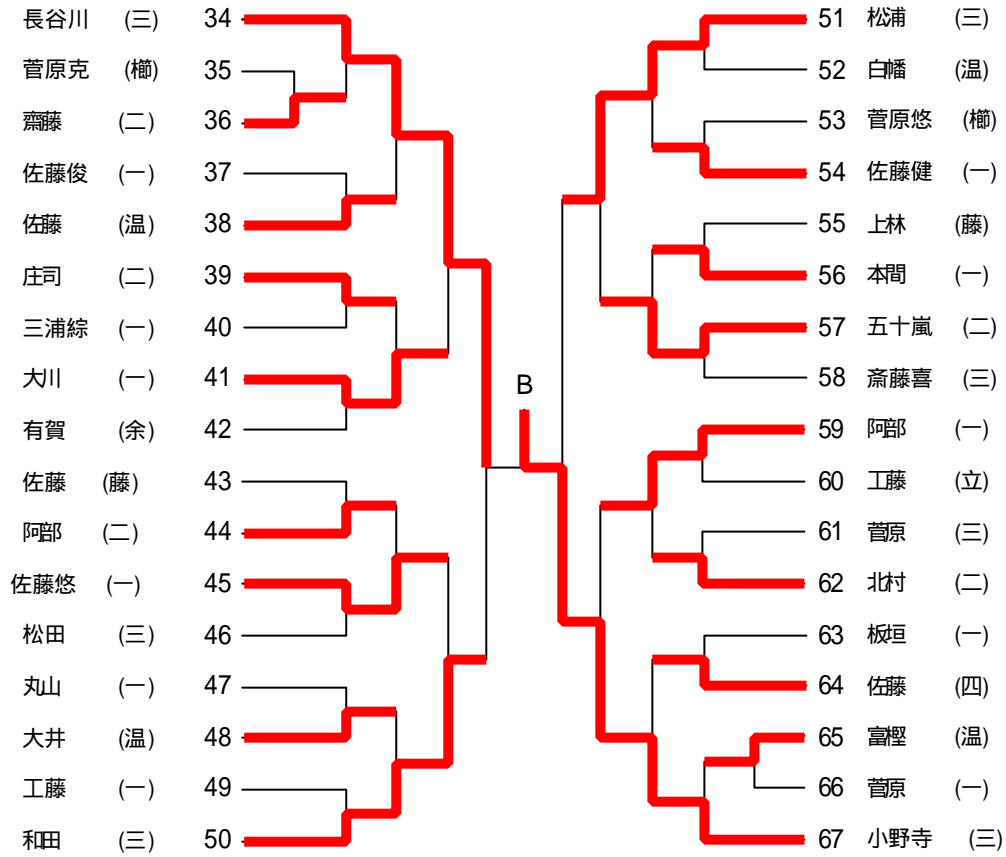 長谷川 (三) 34
菅原克 (櫛) 35
齋藤 (二) 36
佐藤俊 (一) 37
佐藤 (温) 38
庄司 (二) 39
三浦綜 (一) 40
大川 (一) 41
有賀 (余) 42
佐藤 (藤) 43
阿部 (二) 44
佐藤悠 (一) 45
松田 (三) 46
丸山 (一) 47
大井 (温) 48
工藤 (一) 49
和田 (三) 50
B
51 松浦 (三)
52 白幡 (温)
53 菅原悠 (櫛)
54 佐藤健 (一)
55 上林 (藤)
56 本間 (一)
57 五十嵐 (二)
58 斎藤喜 (三)
59 阿部 (一)
60 工藤 (立)
61 菅原 (三)
62 北村 (二)
63 板垣 (一)
64 佐藤 (四)
65 富樫 (温)
66 菅原 (一)
67 小野寺 (三)